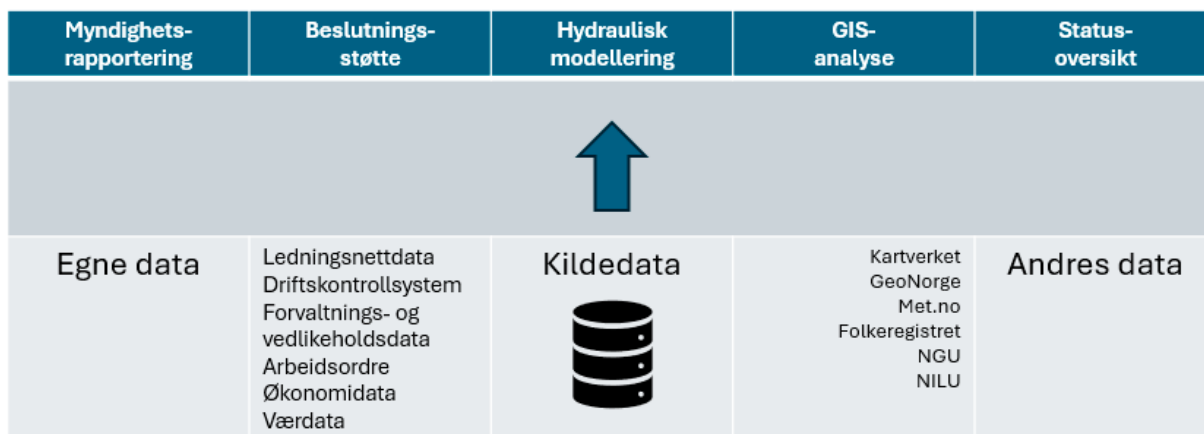 Myndighets-
rapportering
Beslutnings-
støtte
Hydraulisk
modellering
GIS-
analyse
Status-
oversikt
Egne data
Ledningsnettdata
Driftskontrollsystem
Forvaltnings- og
vedlikeholdsdata
Arbeidsordre
Økonomidata
Værdata
Kildedata
Kartverket
GeoNorge
Met.no
Folkeregistret
NGU
NILU
Andres data